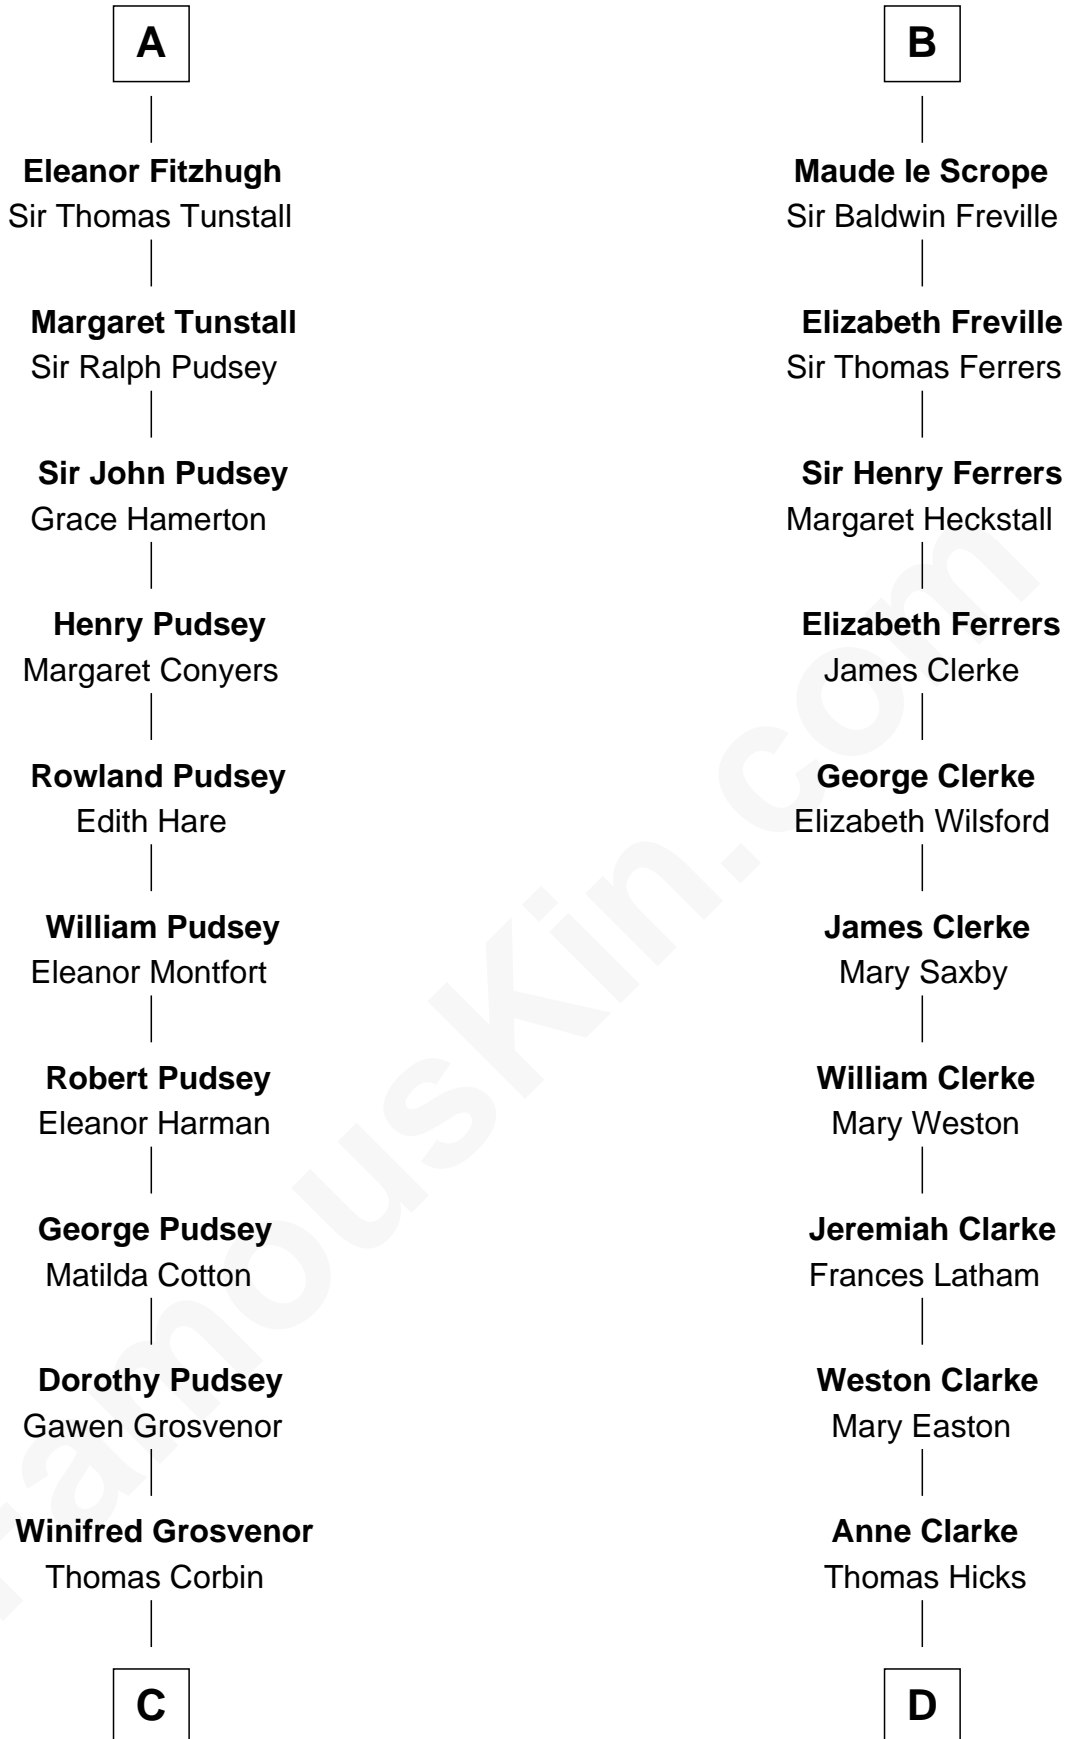 A
Eleanor Fitzhugh
Sir Thomas Tunstall
Margaret Tunstall
Sir Ralph Pudsey
Sir John Pudsey
Grace Hamerton
Henry Pudsey
Margaret Conyers
Rowland Pudsey
Edith Hare
William Pudsey
Eleanor Montfort
Robert Pudsey
Eleanor Harman
George Pudsey
Matilda Cotton
Dorothy Pudsey
Gawen Grosvenor
Winifred Grosvenor
Thomas Corbin
C
B
Maude le Scrope
Sir Baldwin Freville
Elizabeth Freville
Sir Thomas Ferrers
Sir Henry Ferrers
Margaret Heckstall
Elizabeth Ferrers
James Clerke
George Clerke
Elizabeth Wilsford
James Clerke
Mary Saxby
William Clerke
Mary Weston
Jeremiah Clarke
Frances Latham
Weston Clarke
Mary Easton
Anne Clarke
Thomas Hicks
D
FamousKin.com